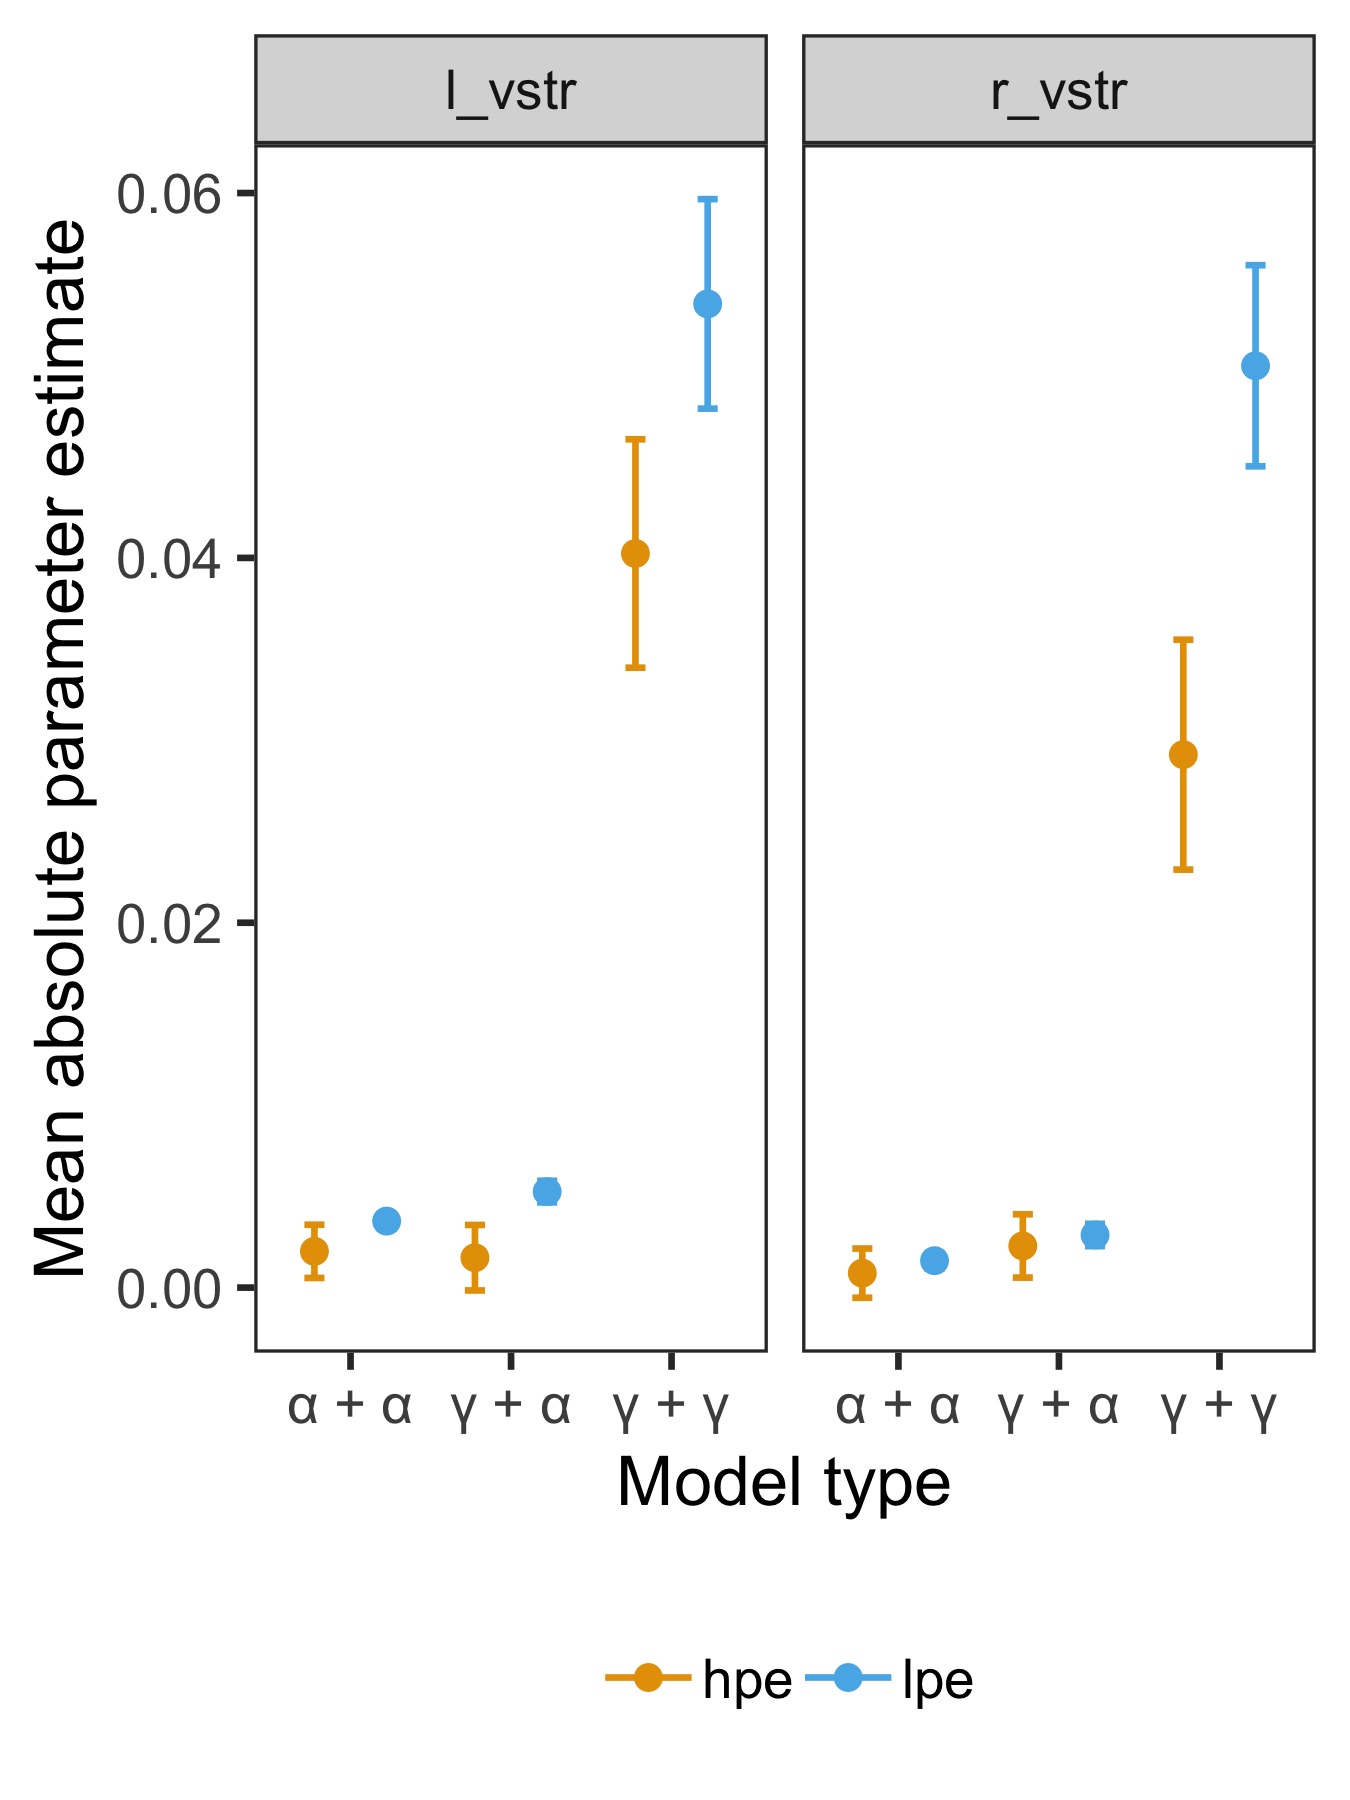 l_vstr
r_vstr
Mean absolute parameter estimate
0.06
0.04
0.02
0.00
α + α
γ + α
γ + γ
α + α
γ + α
γ + γ
Model type
hpe
lpe